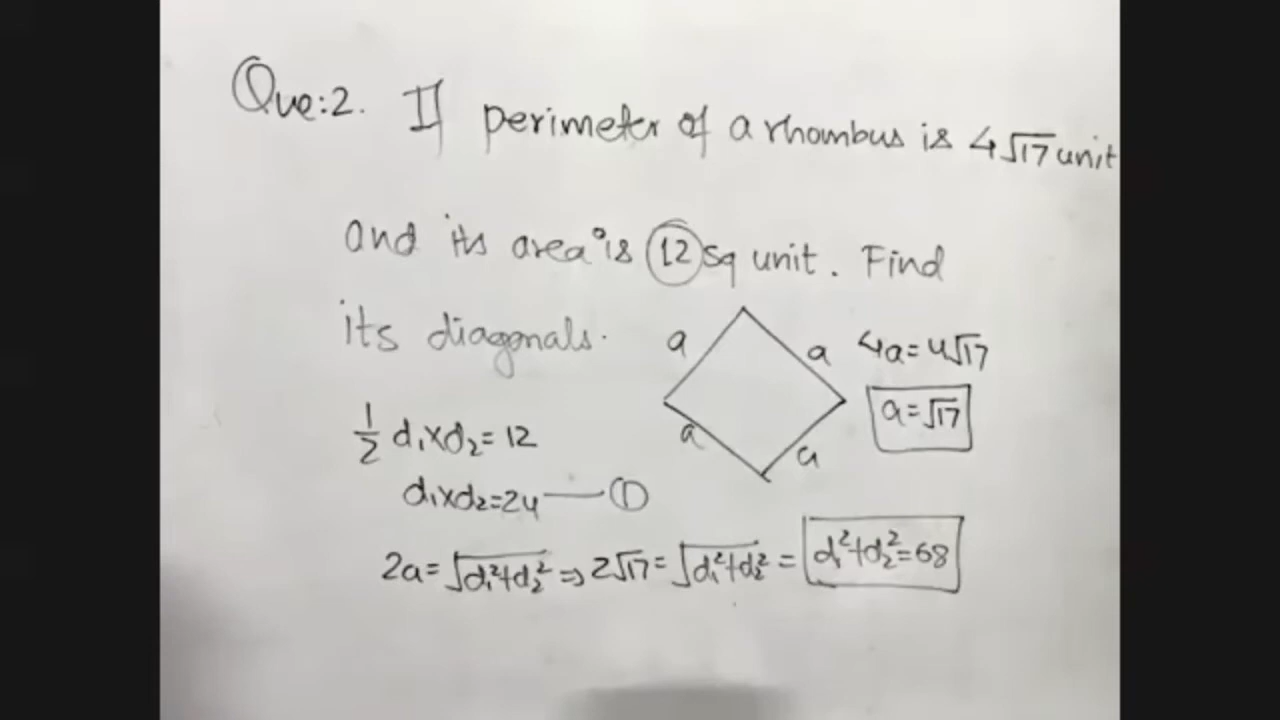 Que:2. If perimeter of a rhombus is 4√17 unit
and its area is 12 sq unit. Find
its diagonals.
a a 4a=4√17
a=√17
a a
1/2 d₁×d₂=12
d₁×d₂=24 — ①
2a=√d₁²+d₂² ⇒ 2√17=√d₁²+d₂² = d₁²+d₂²=68